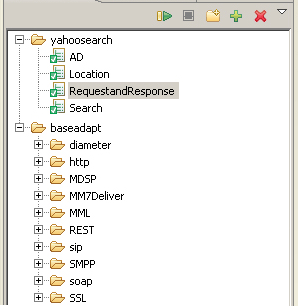 yahoosearch
AD
Location
RequestandResponse
Search
baseadapt
diameter
http
MDSP
MM7Deliver
MML
REST
sip
SMPP
soap
SSL